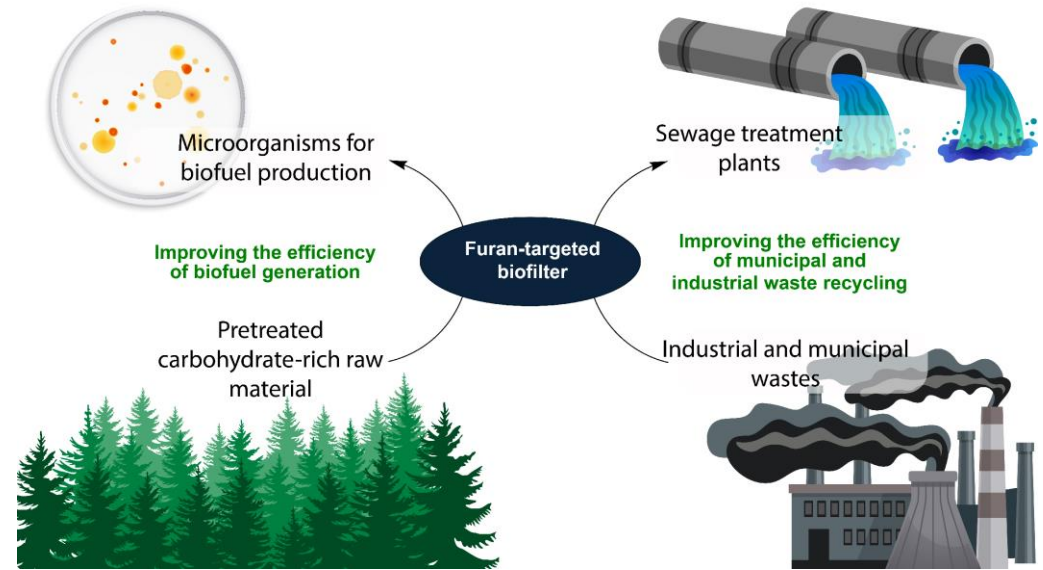 Microorganisms for
biofuel production
Sewage treatment
plants
Improving the efficiency
of biofuel generation
Furan-targeted
biofilter
Improving the efficiency
of municipal and
industrial waste recycling
Pretreated
carbohydrate-rich raw
material
Industrial and municipal
wastes